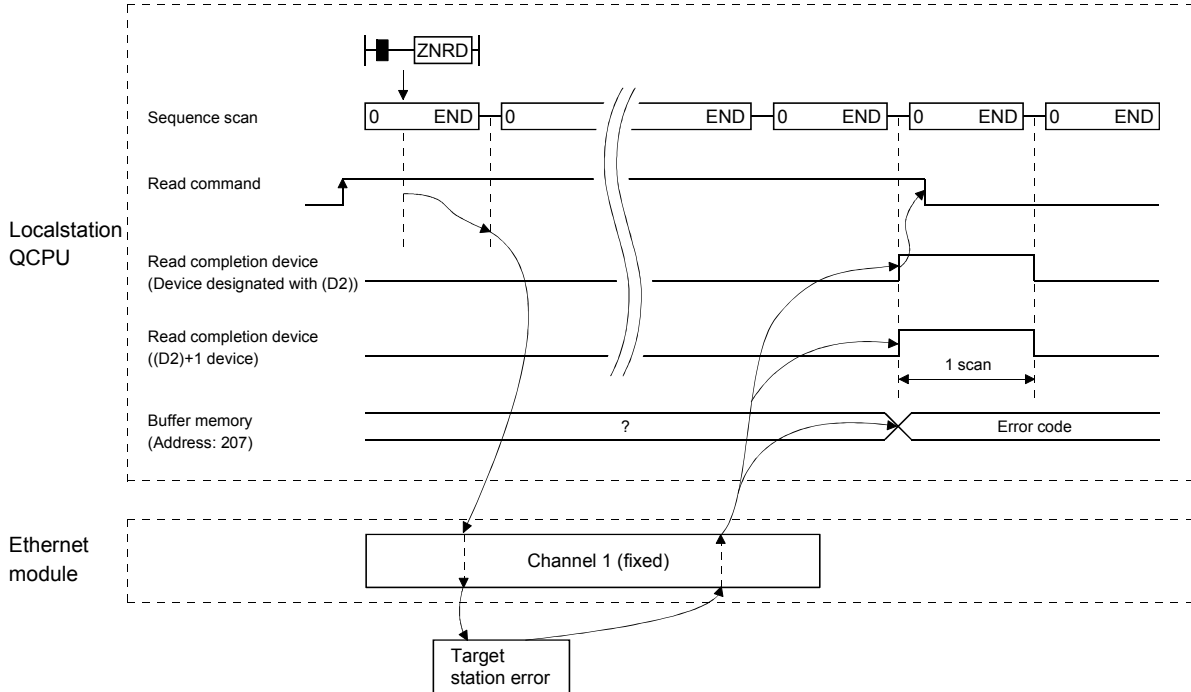 ZNRD
Sequence scan
0 END 0 END 0 END 0 END 0 END
Read command
Localstation
QCPU
Read completion device
(Device designated with (D2))
Read completion device
((D2)+1 device)
1 scan
Buffer memory
(Address: 207)
?
Error code
Ethernet
module
Channel 1 (fixed)
Target
station error